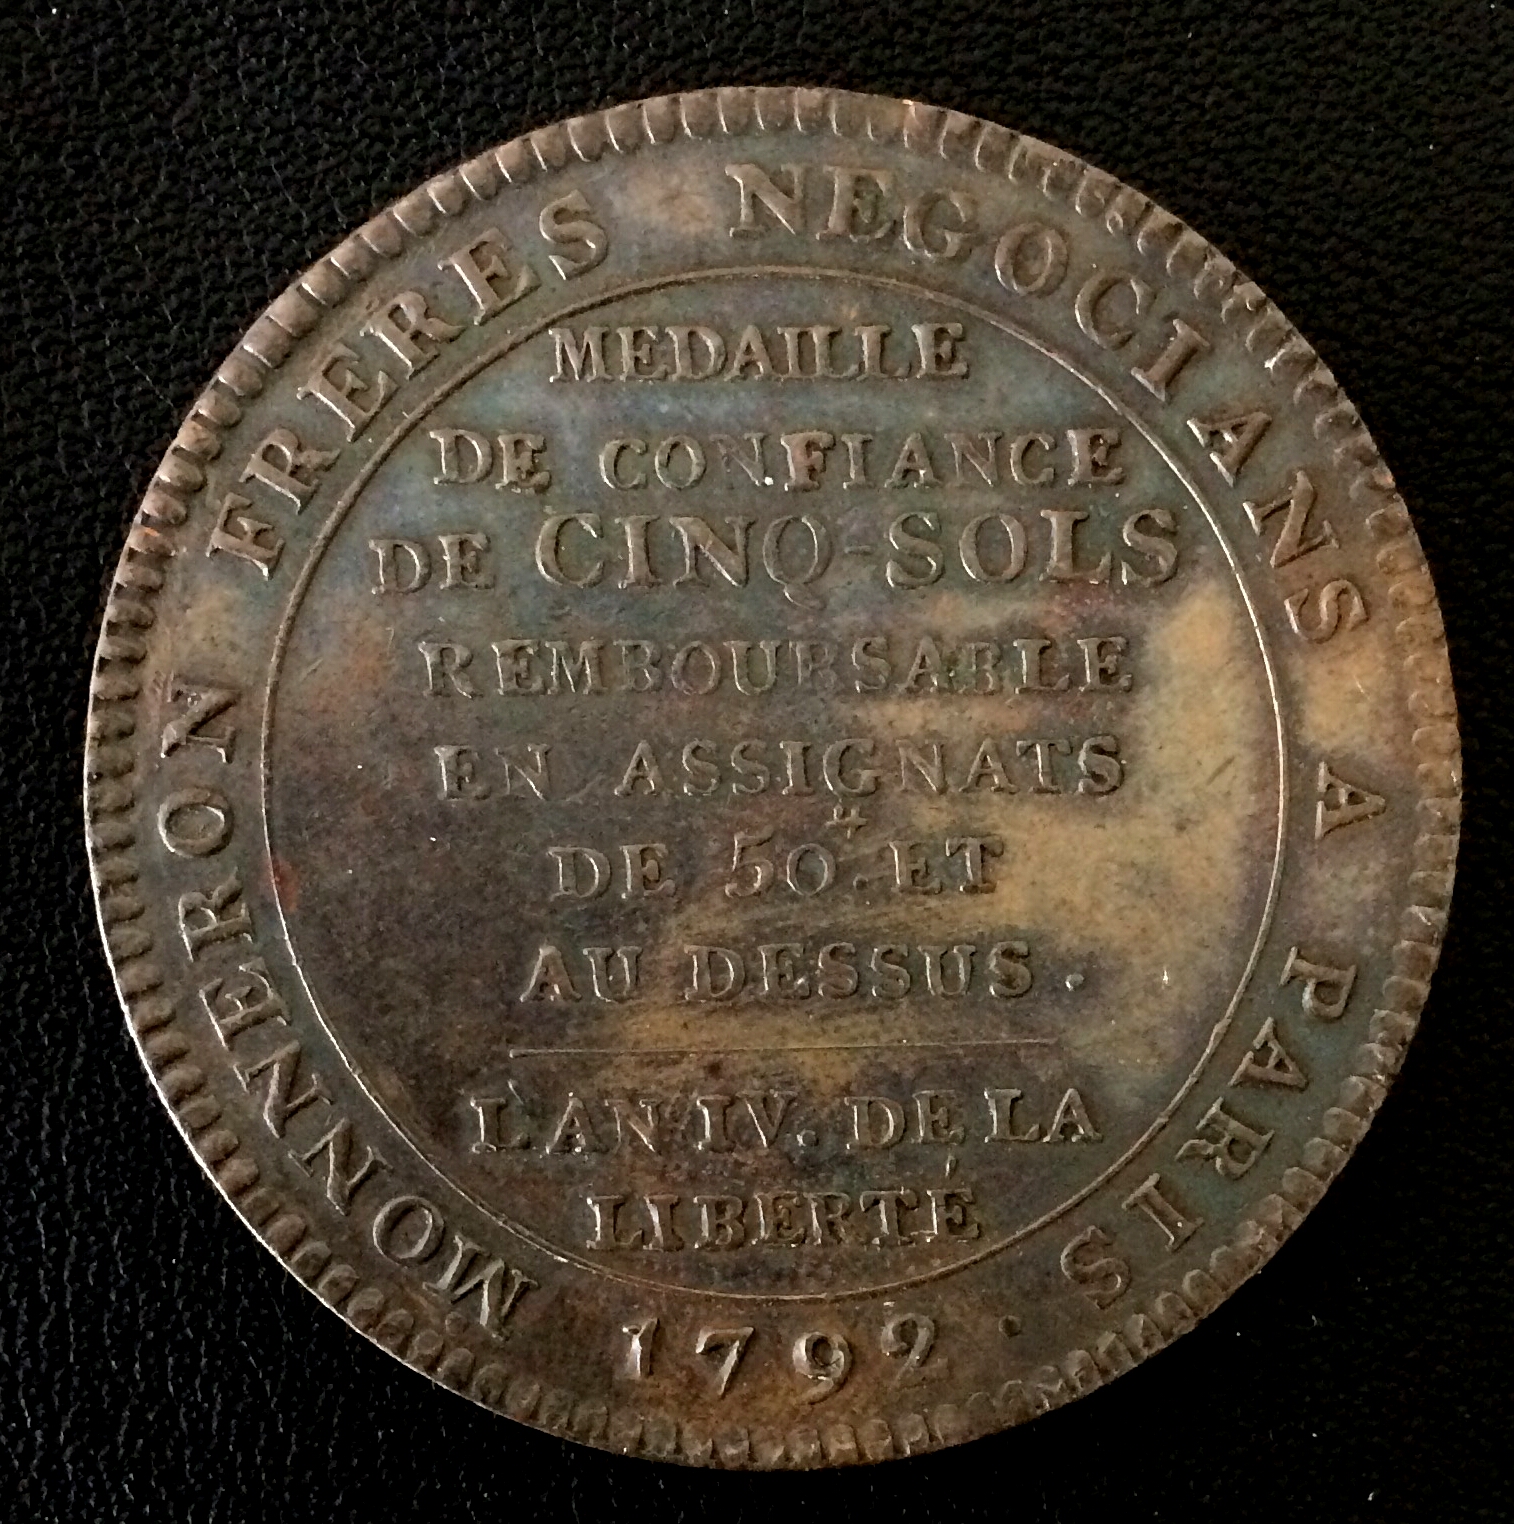 MONNERON FRERES NEGOCIANS A PARIS .
MEDAILLE
DE CONFIANCE
DE CINQ-SOLS
REMBOURSABLE
EN ASSIGNATS
DE 50.₶ ET
AU DESSUS .
L'AN IV. DE LA
LIBERTÉ
1792